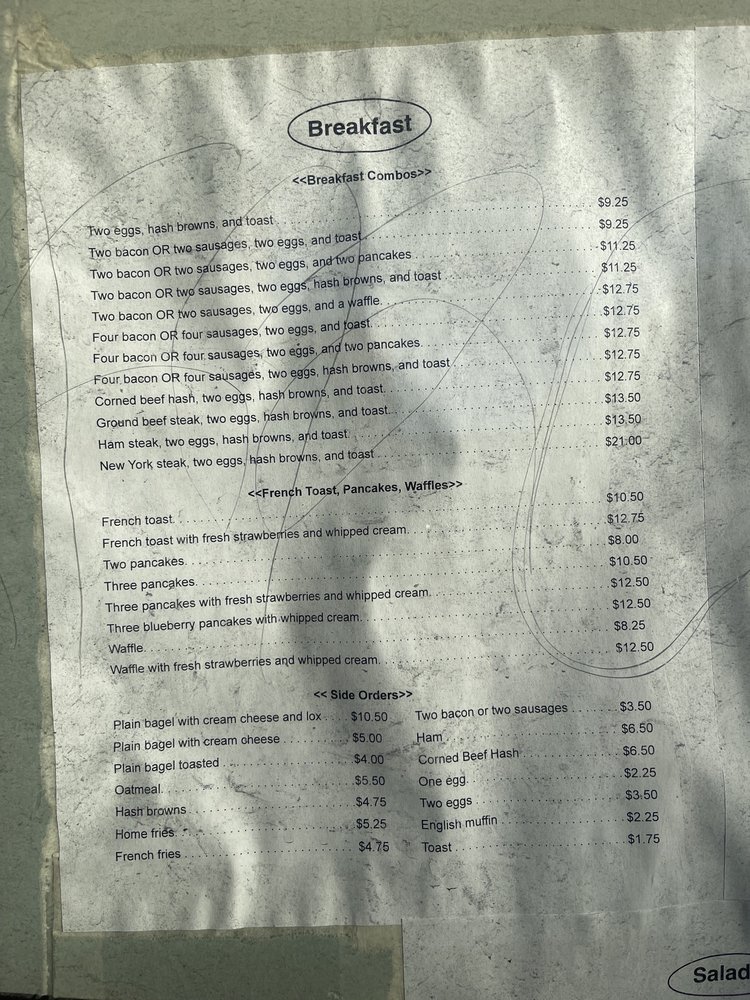 Breakfast
<<Breakfast Combos>>
Two eggs, hash browns, and toast $9.25
Two bacon OR two sausages, two eggs, and toast $9.25
Two bacon OR two sausages, two eggs, and two pancakes $11.25
Two bacon OR two sausages, two eggs, hash browns, and toast $11.25
Two bacon OR two sausages, two eggs, and a waffle. $12.75
Four bacon OR four sausages, two eggs, and toast. $12.75
Four bacon OR four sausages, two eggs, and two pancakes. $12.75
Four bacon OR four sausages, two eggs, hash browns, and toast $12.75
Corned beef hash, two eggs, hash browns, and toast. $12.75
Ground beef steak, two eggs, hash browns, and toast. $13.50
Ham steak, two eggs, hash browns, and toast. $13.50
New York steak, two eggs, hash browns, and toast $21.00
<<French Toast, Pancakes, Waffles>>
French toast. $10.50
French toast with fresh strawberries and whipped cream. $12.75
Two pancakes. $8.00
Three pancakes. $10.50
Three pancakes with fresh strawberries and whipped cream. $12.50
Three blueberry pancakes with whipped cream. $12.50
Waffle. $8.25
Waffle with fresh strawberries and whipped cream. $12.50
<< Side Orders>>
Plain bagel with cream cheese and lox $10.50
Plain bagel with cream cheese $5.00
Plain bagel toasted $4.00
Oatmeal. $5.50
Hash browns $4.75
Home fries. $5.25
French fries $4.75
Two bacon or two sausages $3.50
Ham $6.50
Corned Beef Hash $6.50
One egg. $2.25
Two eggs $3.50
English muffin $2.25
Toast $1.75
Salad